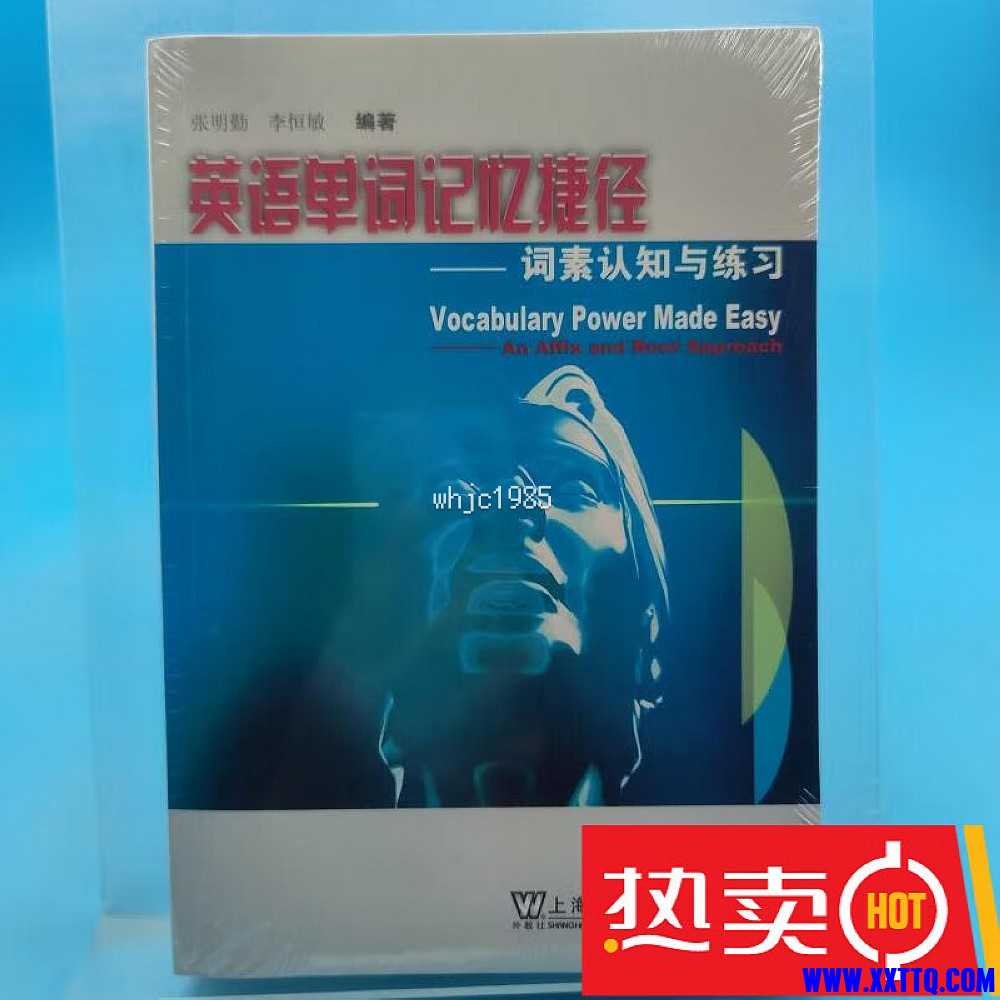 张明勤 李恒敏 编著
英语单词记忆捷径
—— 词素认知与练习
Vocabulary Power Made Easy
—— An Affix and Root Approach
whjc1985
上海
外教社 SHANGH
热卖 HOT
WWW.XXTTQ.COM